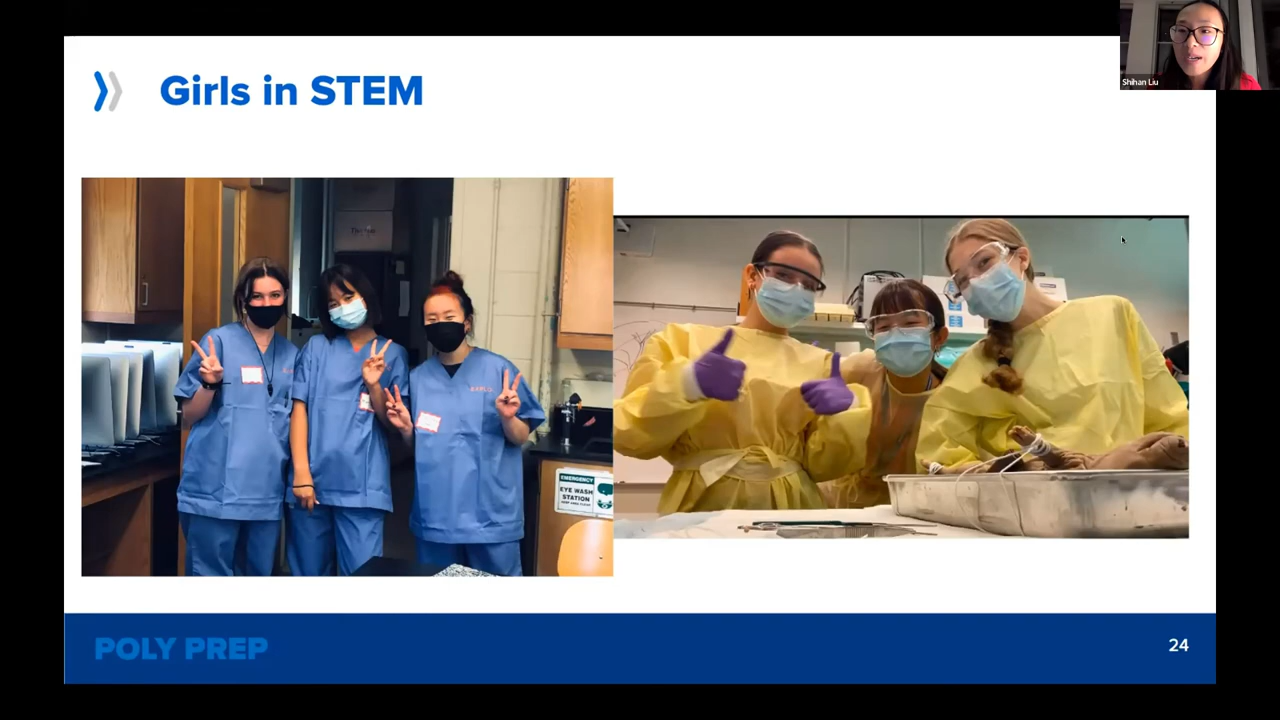 Girls in STEM
Shihan Liu
EMERGENCY
EYE WASH
STATION
POLY PREP
24